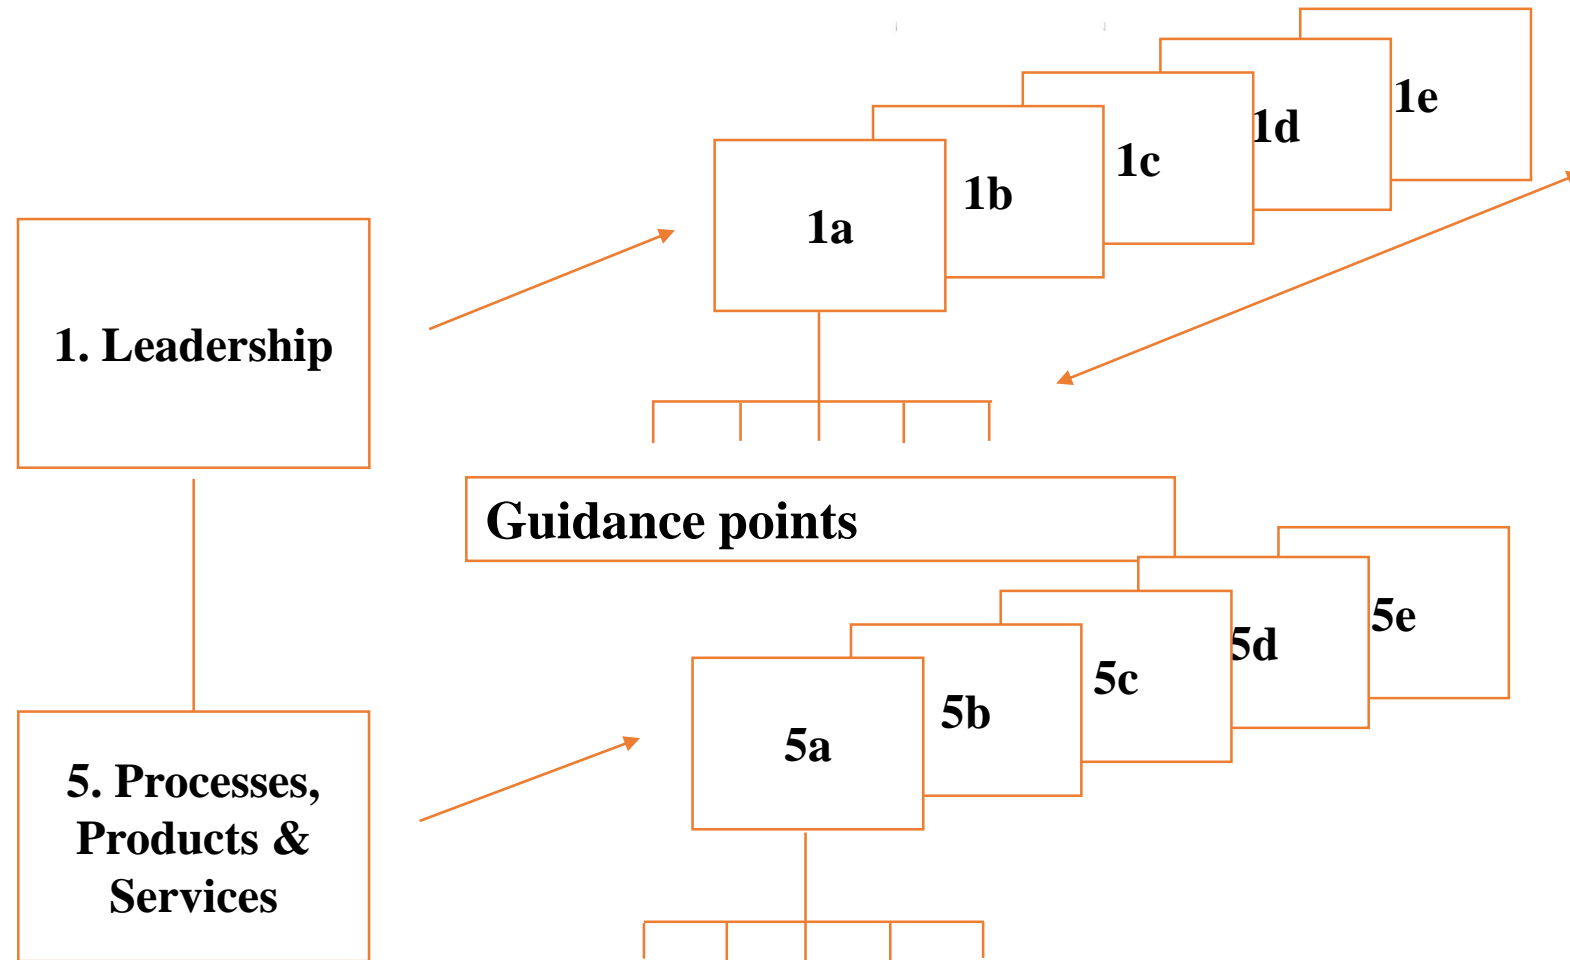 1. Leadership
1a
1b
1c
1d
1e
Guidance points
5. Processes,
Products &
Services
5a
5b
5c
5d
5e